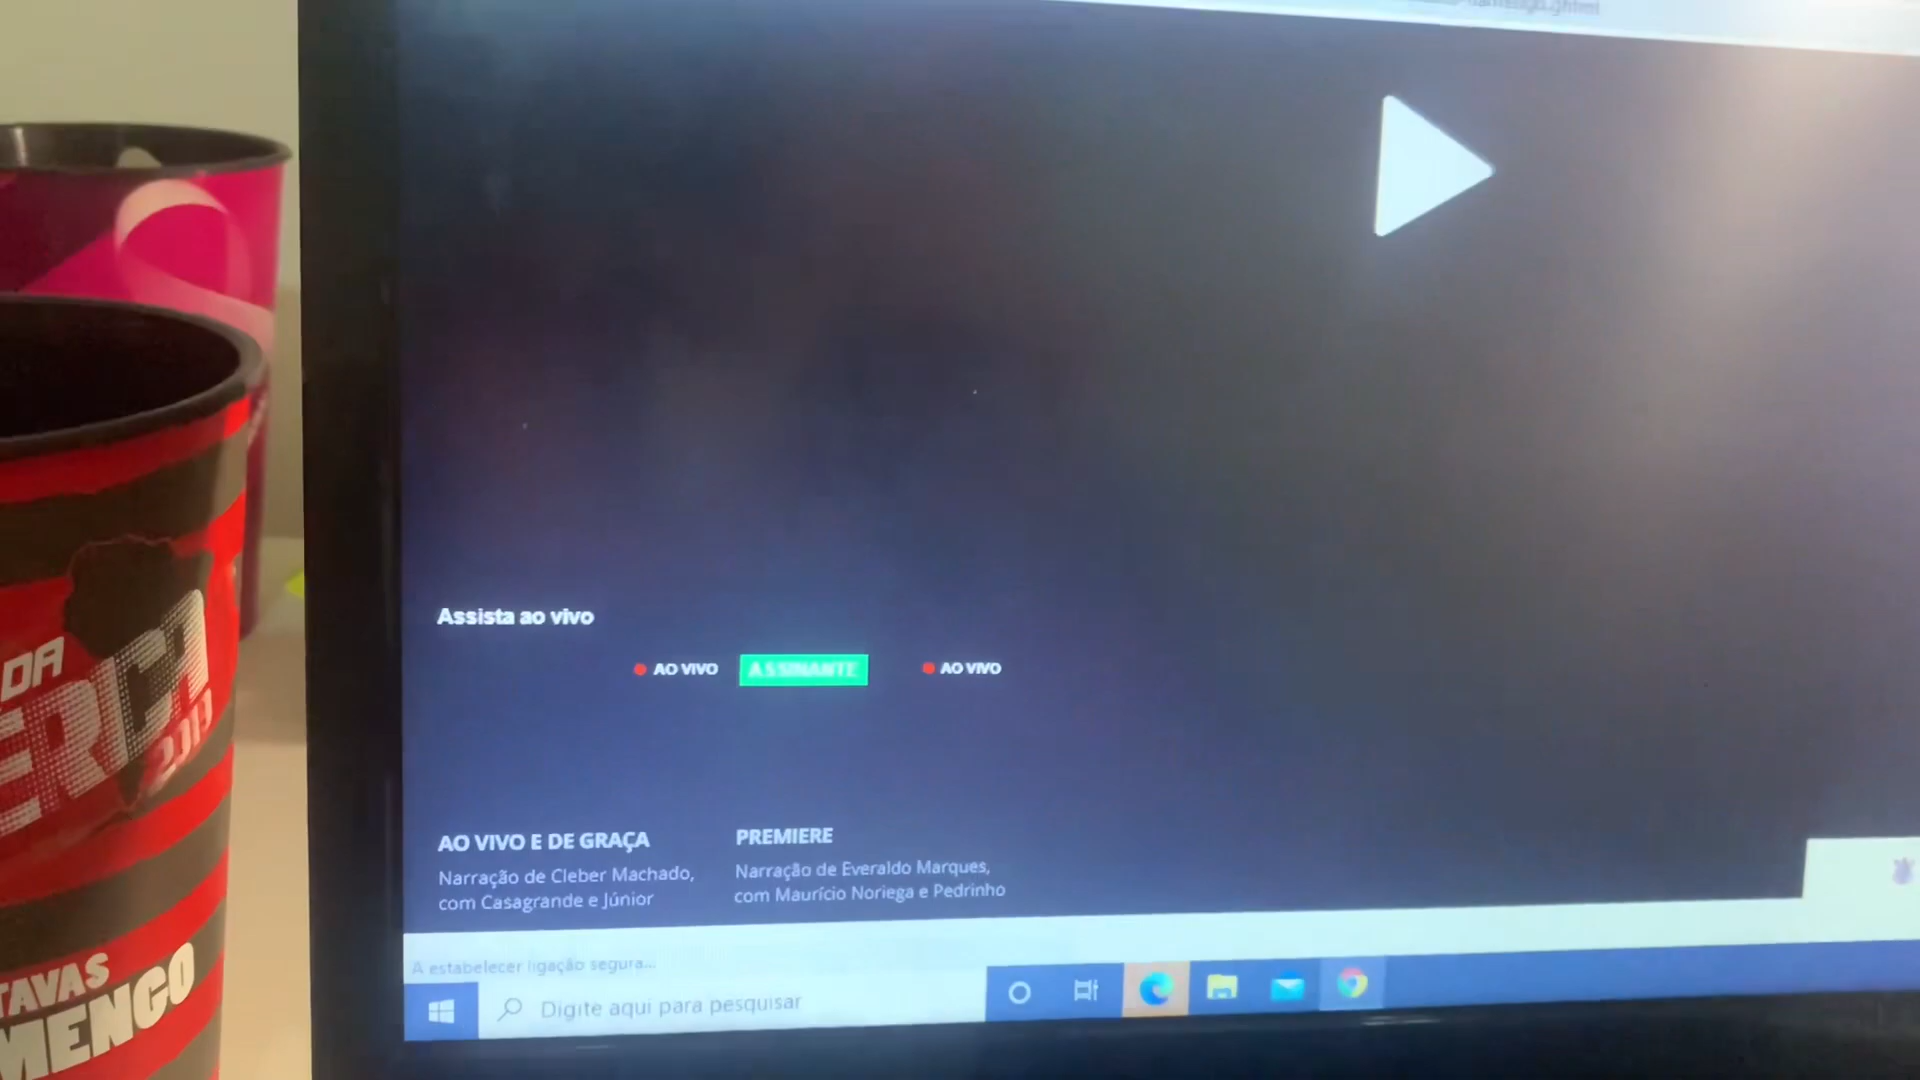 Assista ao vivo
AO VIVO
ASSINANTE
AO VIVO
AO VIVO E DE GRAÇA
Narração de Cleber Machado,
com Casagrande e Júnior
PREMIERE
Narração de Everaldo Marques,
com Maurício Noriega e Pedrinho
A estabelecer ligação segura...
Digite aqui para pesquisar
DA
ERICA
2019
TAVAS
MENGO